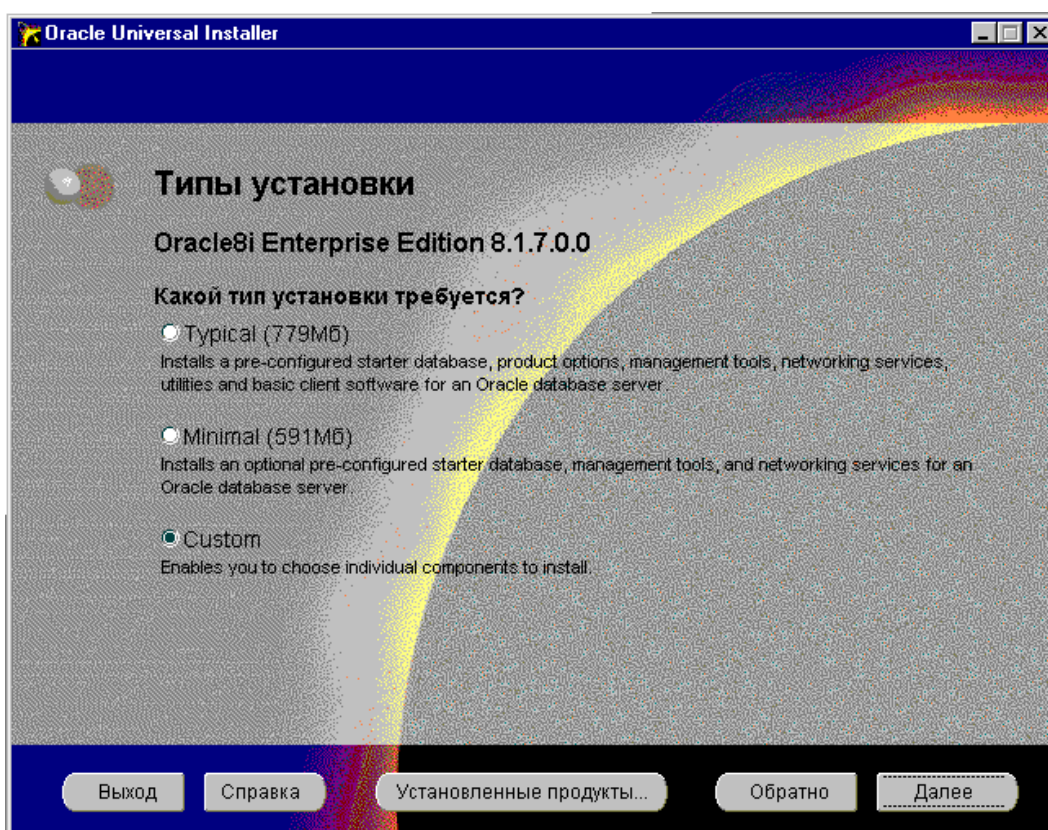 Oracle Universal Installer
Типы установки
Oracle8i Enterprise Edition 8.1.7.0.0
Какой тип установки требуется?
Typical (779Мб)
Installs a pre-configured starter database, product options, management tools, networking services,
utilities and basic client software for an Oracle database server.
Minimal (591Мб)
Installs an optional pre-configured starter database, management tools, and networking services for an
Oracle database server.
Custom
Enables you to choose individual components to install.
Выход Справка Установленные продукты... Обратно Далее